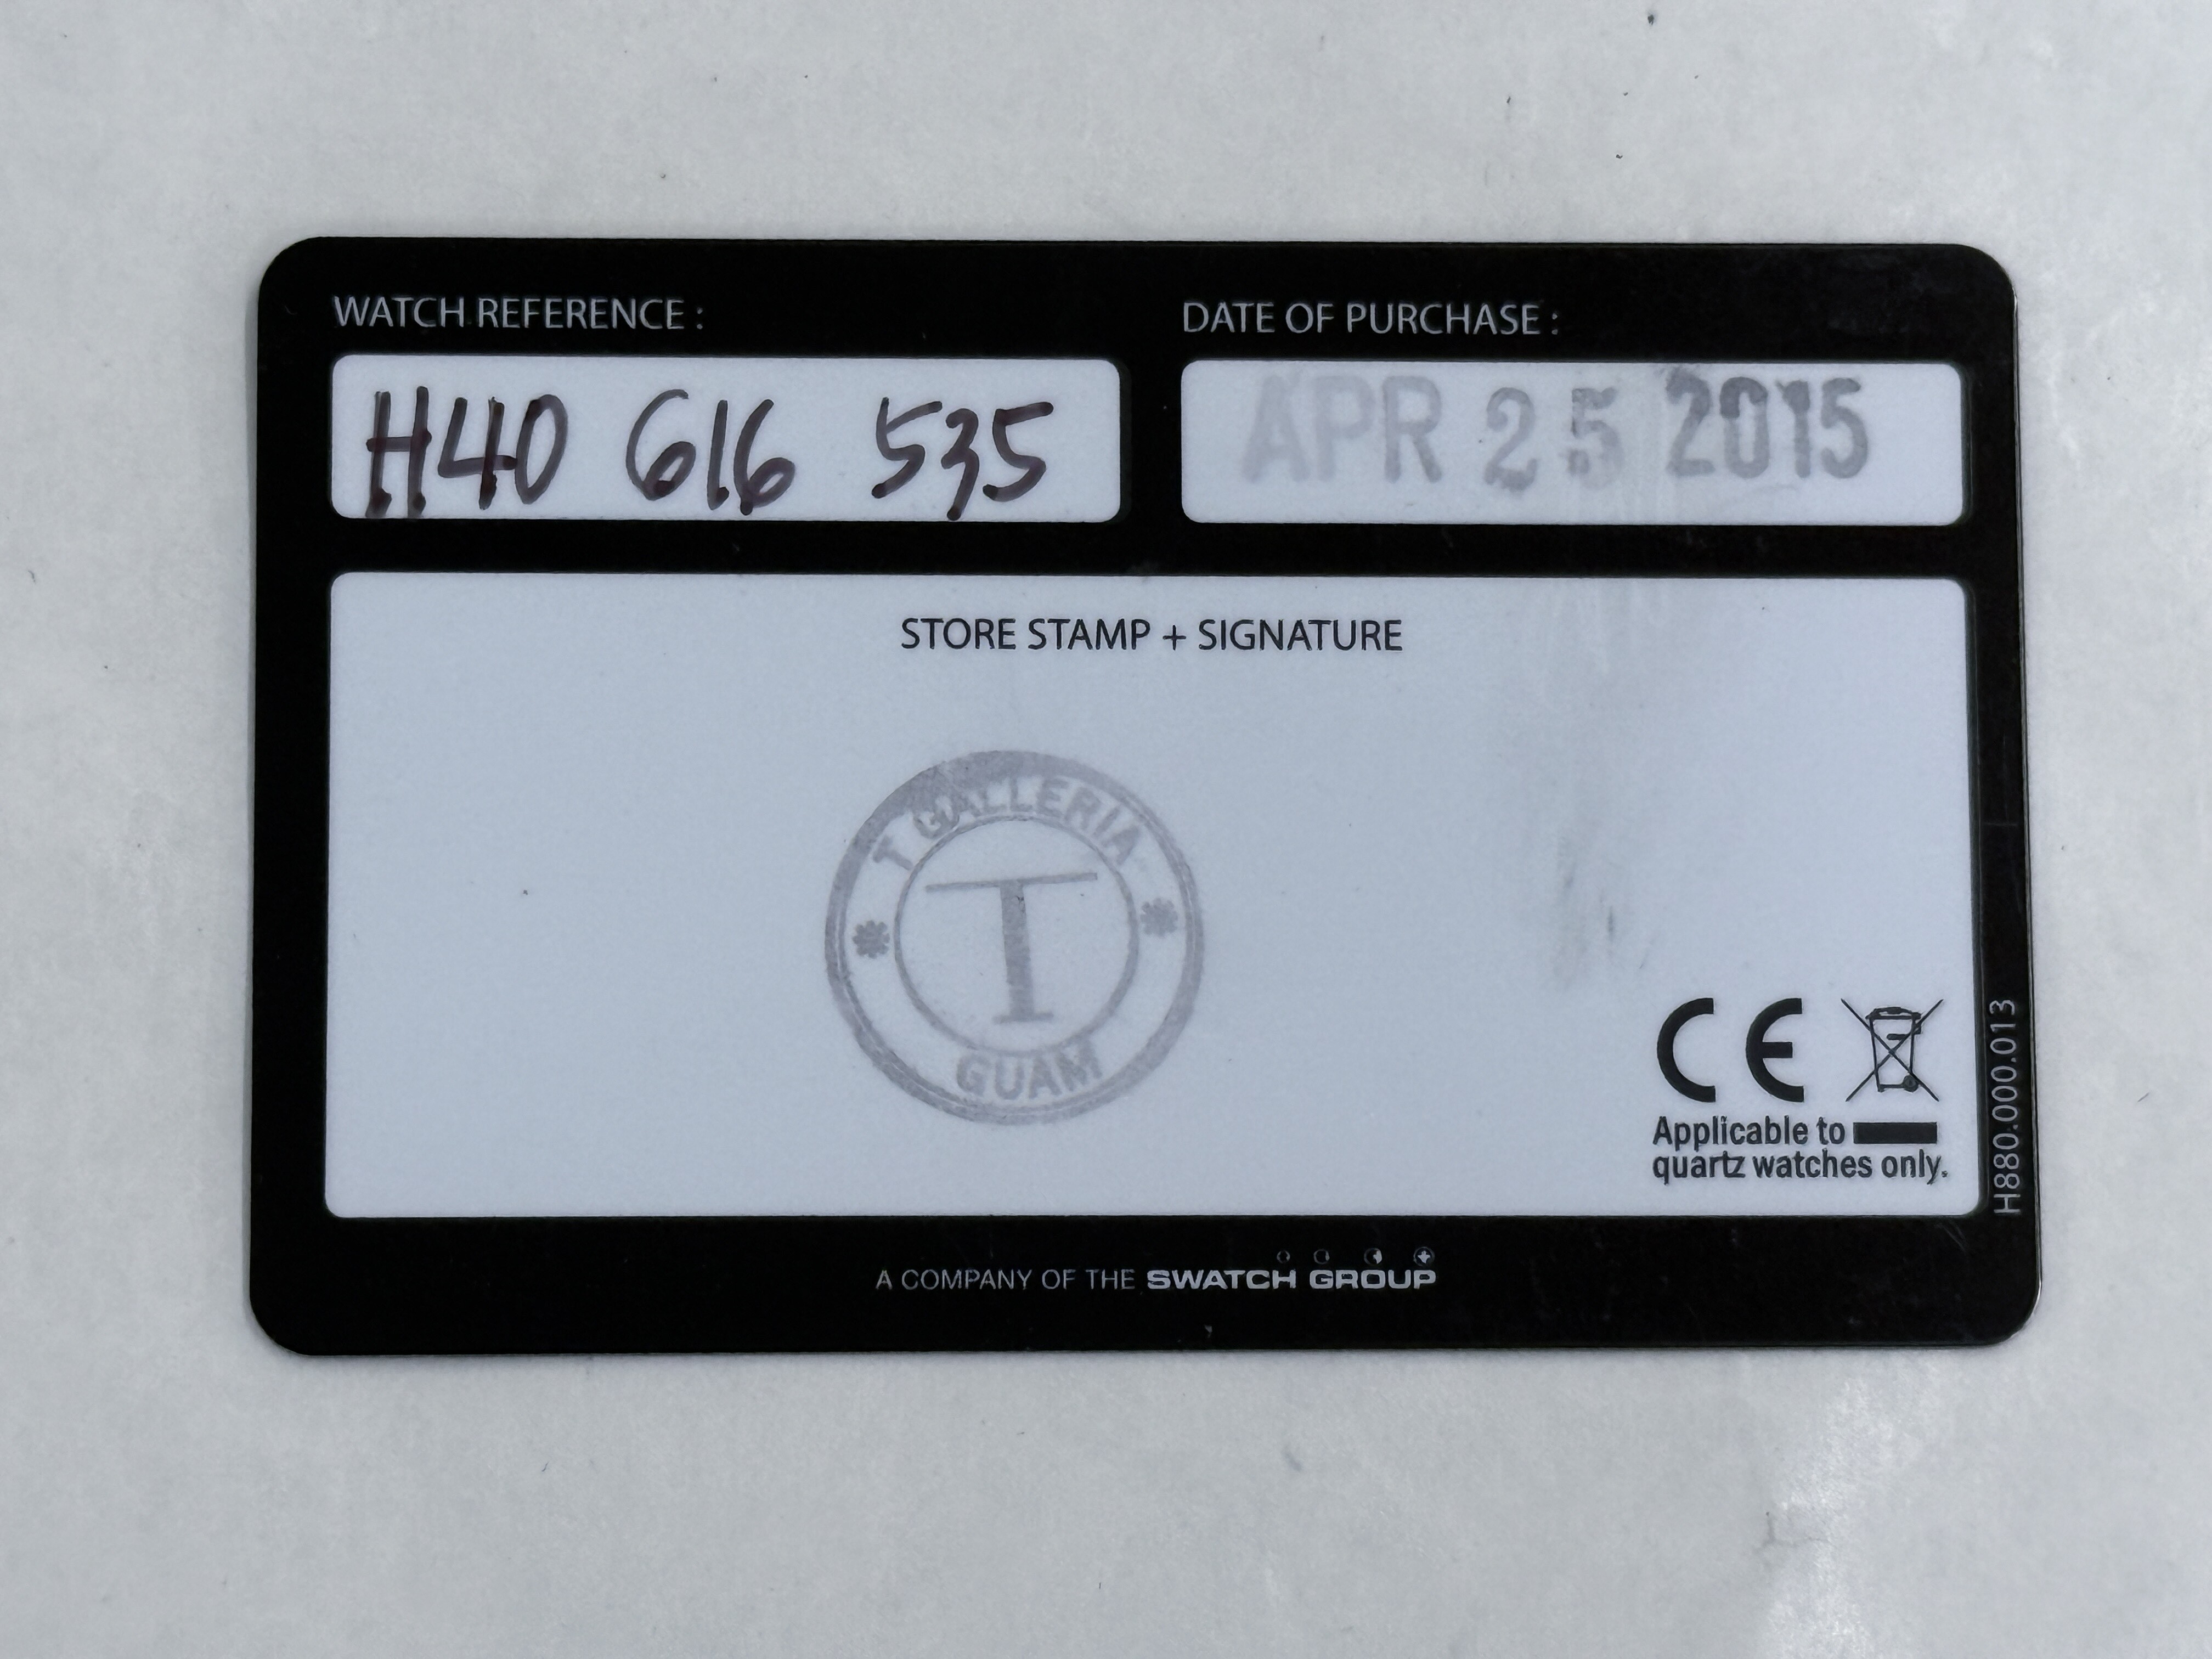 WATCH REFERENCE :
DATE OF PURCHASE :
H40 616 535
APR 25 2015
STORE STAMP + SIGNATURE
T GALLERIA
T
GUAM
CE
Applicable to
quartz watches only.
H880.000.013
A COMPANY OF THE SWATCH GROUP